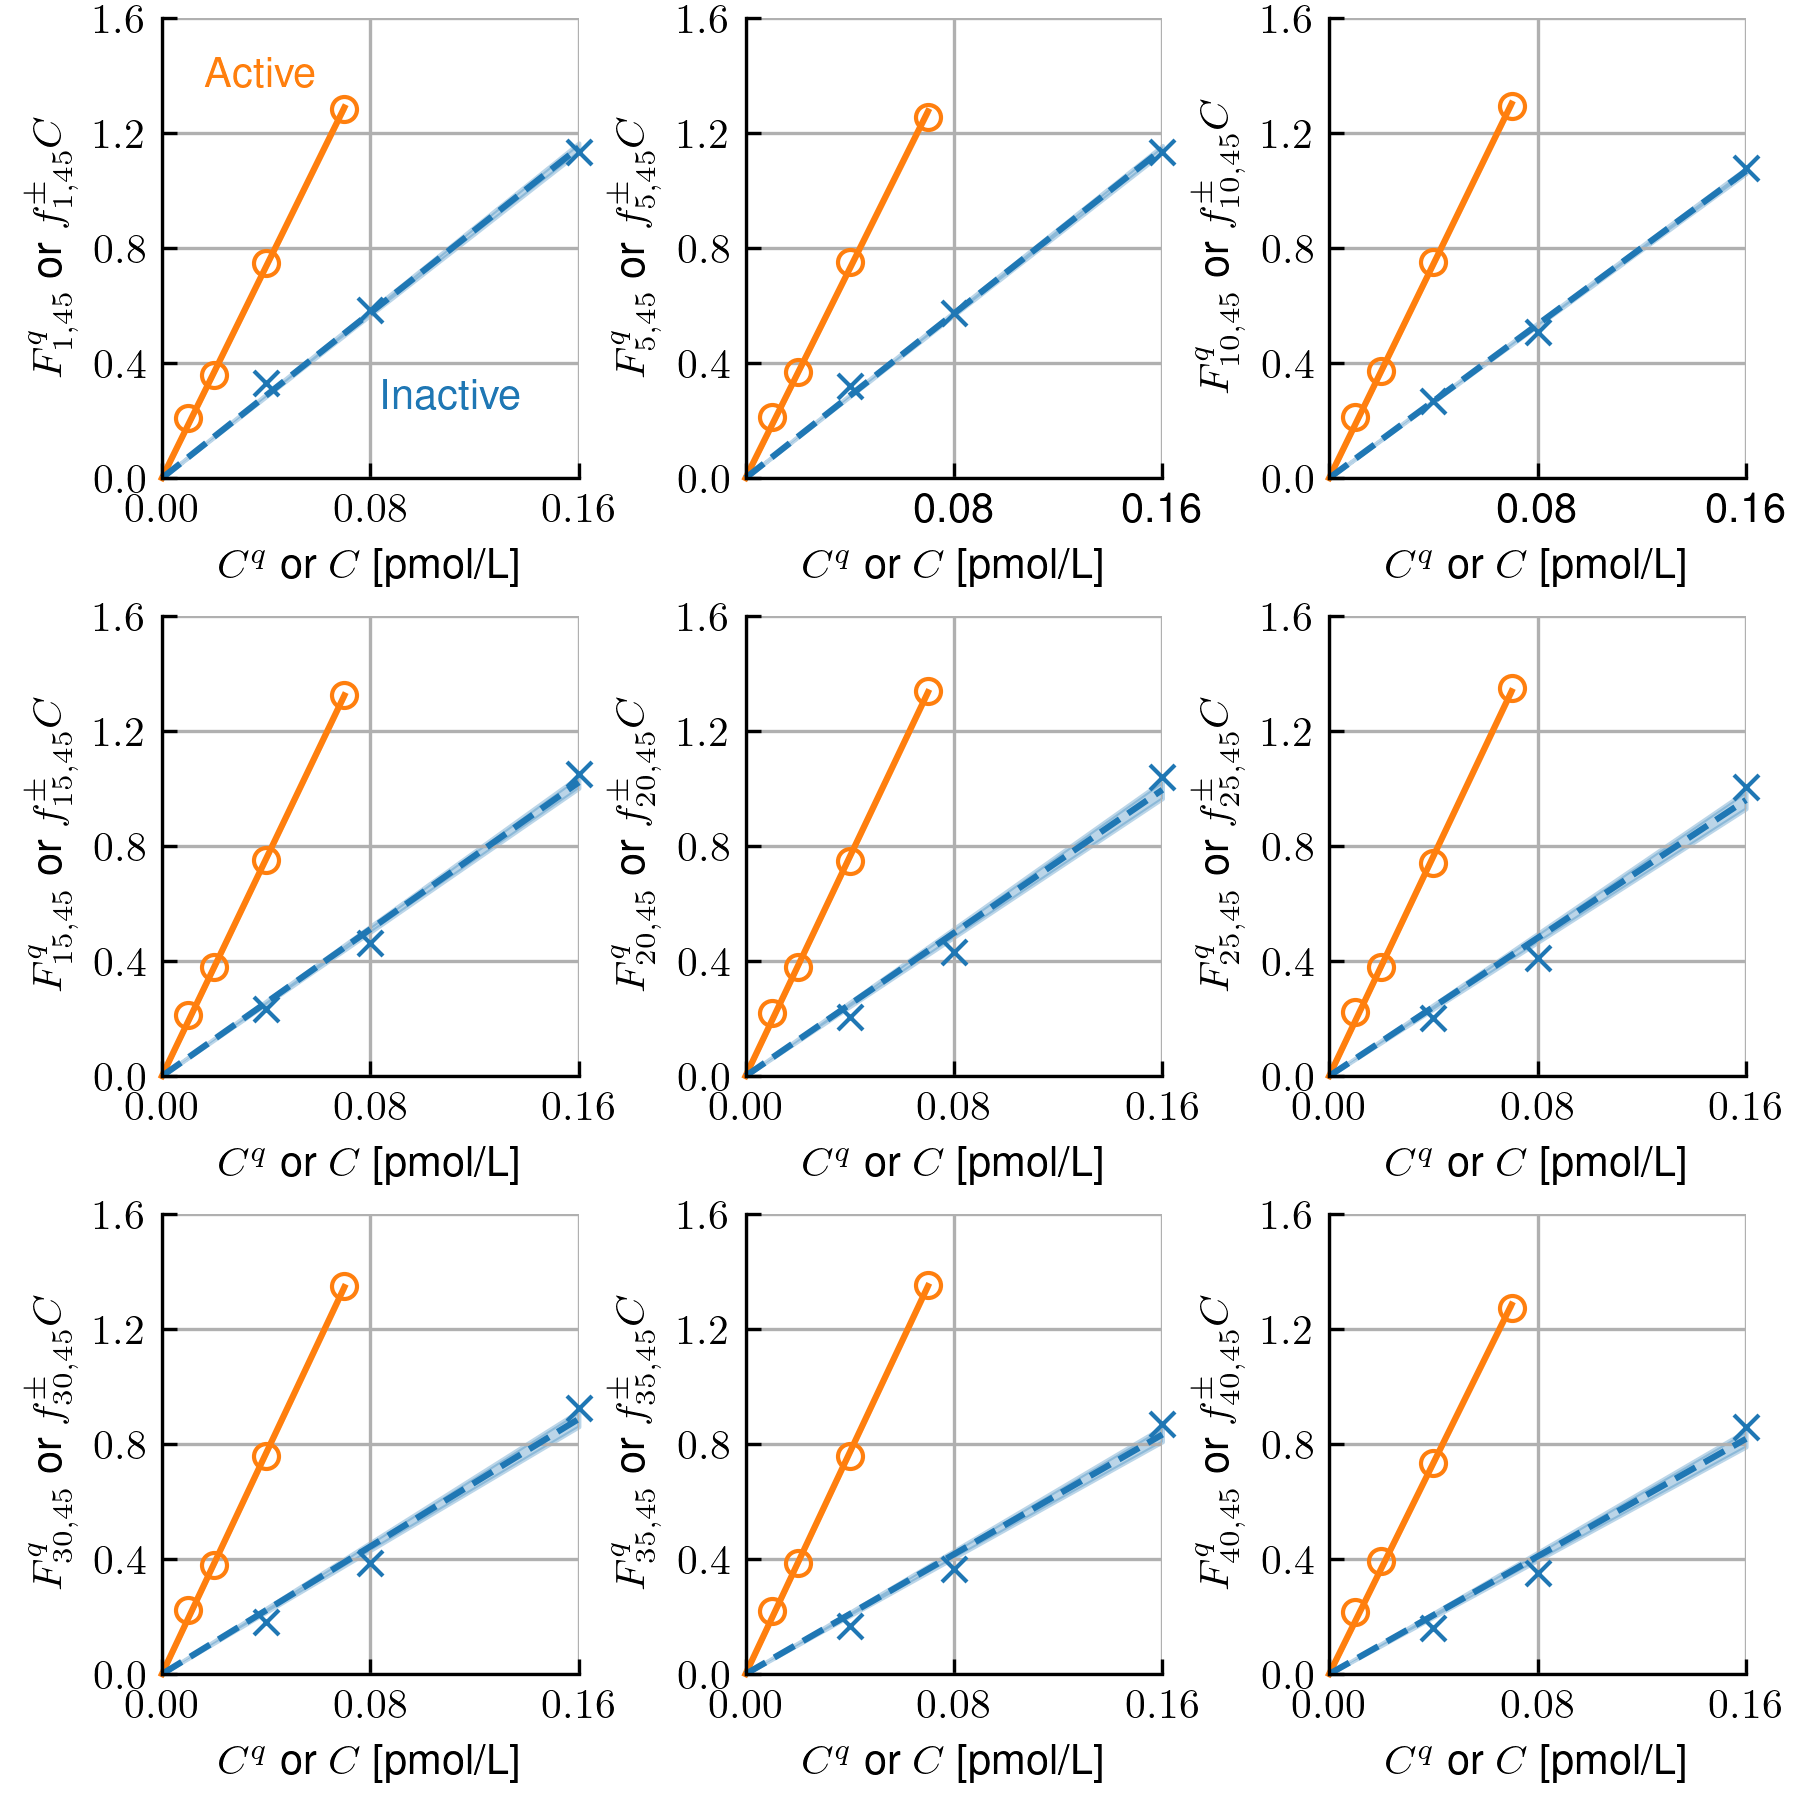 1.6
1.2
0.8
0.4
0.0
Active
Inactive
F^q_{1,45} or f^±_{1,45}C
0.00 0.08 0.16
C^q or C [pmol/L]
1.6
1.2
0.8
0.4
0.0
F^q_{5,45} or f^±_{5,45}C
0.08 0.16
C^q or C [pmol/L]
1.6
1.2
0.8
0.4
0.0
F^q_{10,45} or f^±_{10,45}C
0.08 0.16
C^q or C [pmol/L]
1.6
1.2
0.8
0.4
0.0
F^q_{15,45} or f^±_{15,45}C
0.00 0.08 0.16
C^q or C [pmol/L]
1.6
1.2
0.8
0.4
0.0
F^q_{20,45} or f^±_{20,45}C
0.00 0.08 0.16
C^q or C [pmol/L]
1.6
1.2
0.8
0.4
0.0
F^q_{25,45} or f^±_{25,45}C
0.00 0.08 0.16
C^q or C [pmol/L]
1.6
1.2
0.8
0.4
0.0
F^q_{30,45} or f^±_{30,45}C
0.00 0.08 0.16
C^q or C [pmol/L]
1.6
1.2
0.8
0.4
0.0
F^q_{35,45} or f^±_{35,45}C
0.00 0.08 0.16
C^q or C [pmol/L]
1.6
1.2
0.8
0.4
0.0
F^q_{40,45} or f^±_{40,45}C
0.00 0.08 0.16
C^q or C [pmol/L]